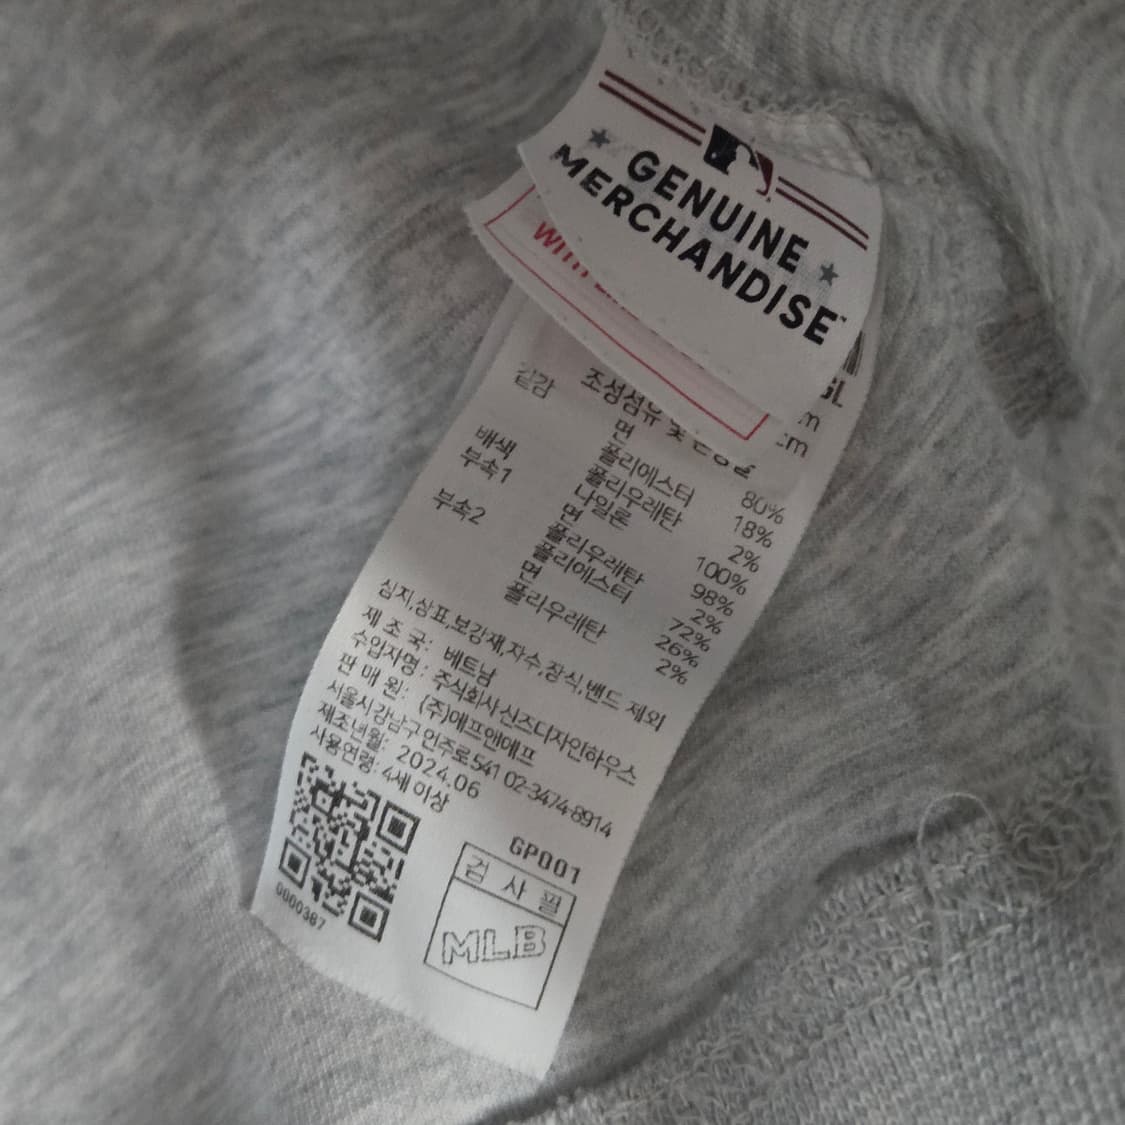 GENUINE
MERCHANDISE™
WITH
GL
cm
cm
조성섬유 및
겉감 면 80%
폴리에스터 18%
폴리우레탄 2%
배색 나일론 100%
부속1 면 98%
폴리우레탄 2%
부속2 폴리에스터 72%
면 26%
폴리우레탄 2%
심지,상표,보강재,자수,장식,밴드 제외
제 조 국: 베트남
수입자명: 주식회사 신즈디자인하우스
판 매 원: (주)에프앤에프
서울시 강남구 언주로541 02-3474-8914
제조년월: 2024.06
사용연령: 4세 이상
GP001
검 사 필
MLB
0000387